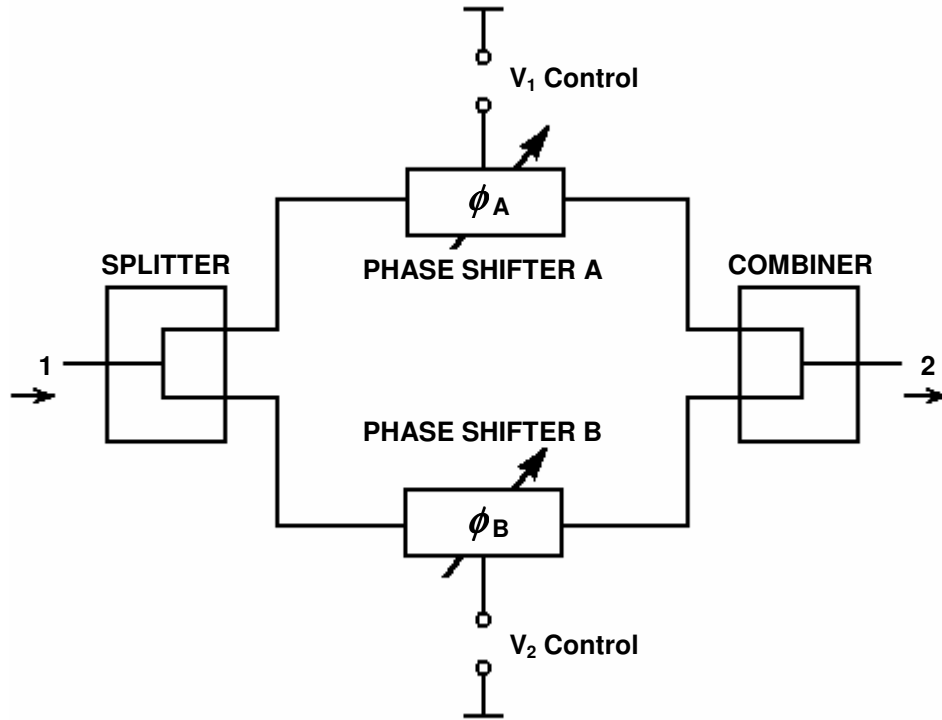 V₁ Control
ϕA
PHASE SHIFTER A
SPLITTER
COMBINER
1
2
PHASE SHIFTER B
ϕB
V₂ Control